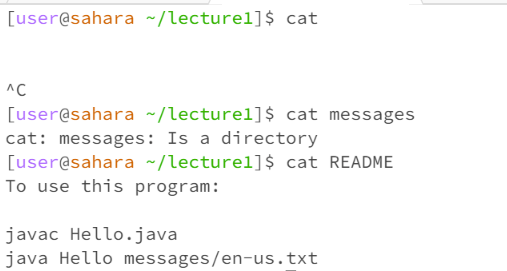 [user@sahara ~/lecture1]$ cat
^C
[user@sahara ~/lecture1]$ cat messages
cat: messages: Is a directory
[user@sahara ~/lecture1]$ cat README
To use this program:
javac Hello.java
java Hello messages/en-us.txt